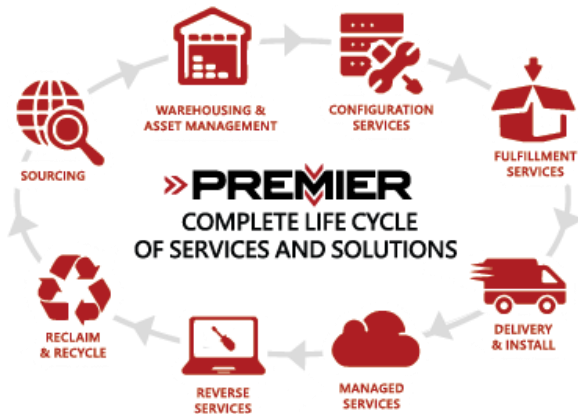 WAREHOUSING &
ASSET MANAGEMENT
CONFIGURATION
SERVICES
FULFILLMENT
SERVICES
SOURCING
PREMIER
COMPLETE LIFE CYCLE
OF SERVICES AND SOLUTIONS
DELIVERY
& INSTALL
MANAGED
SERVICES
REVERSE
SERVICES
RECLAIM
& RECYCLE